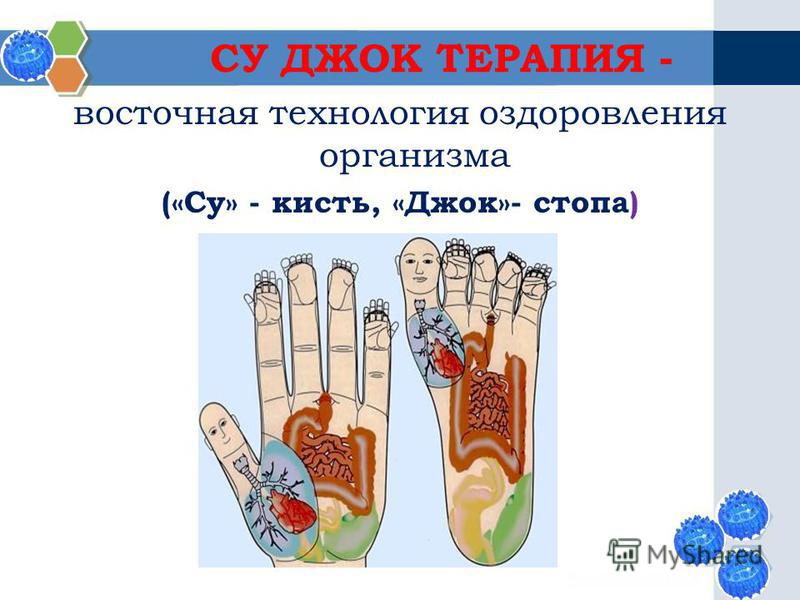 СУ ДЖОК ТЕРАПИЯ -
восточная технология оздоровления
организма
(«Су» - кисть, «Джок»- стопа)
MyShared